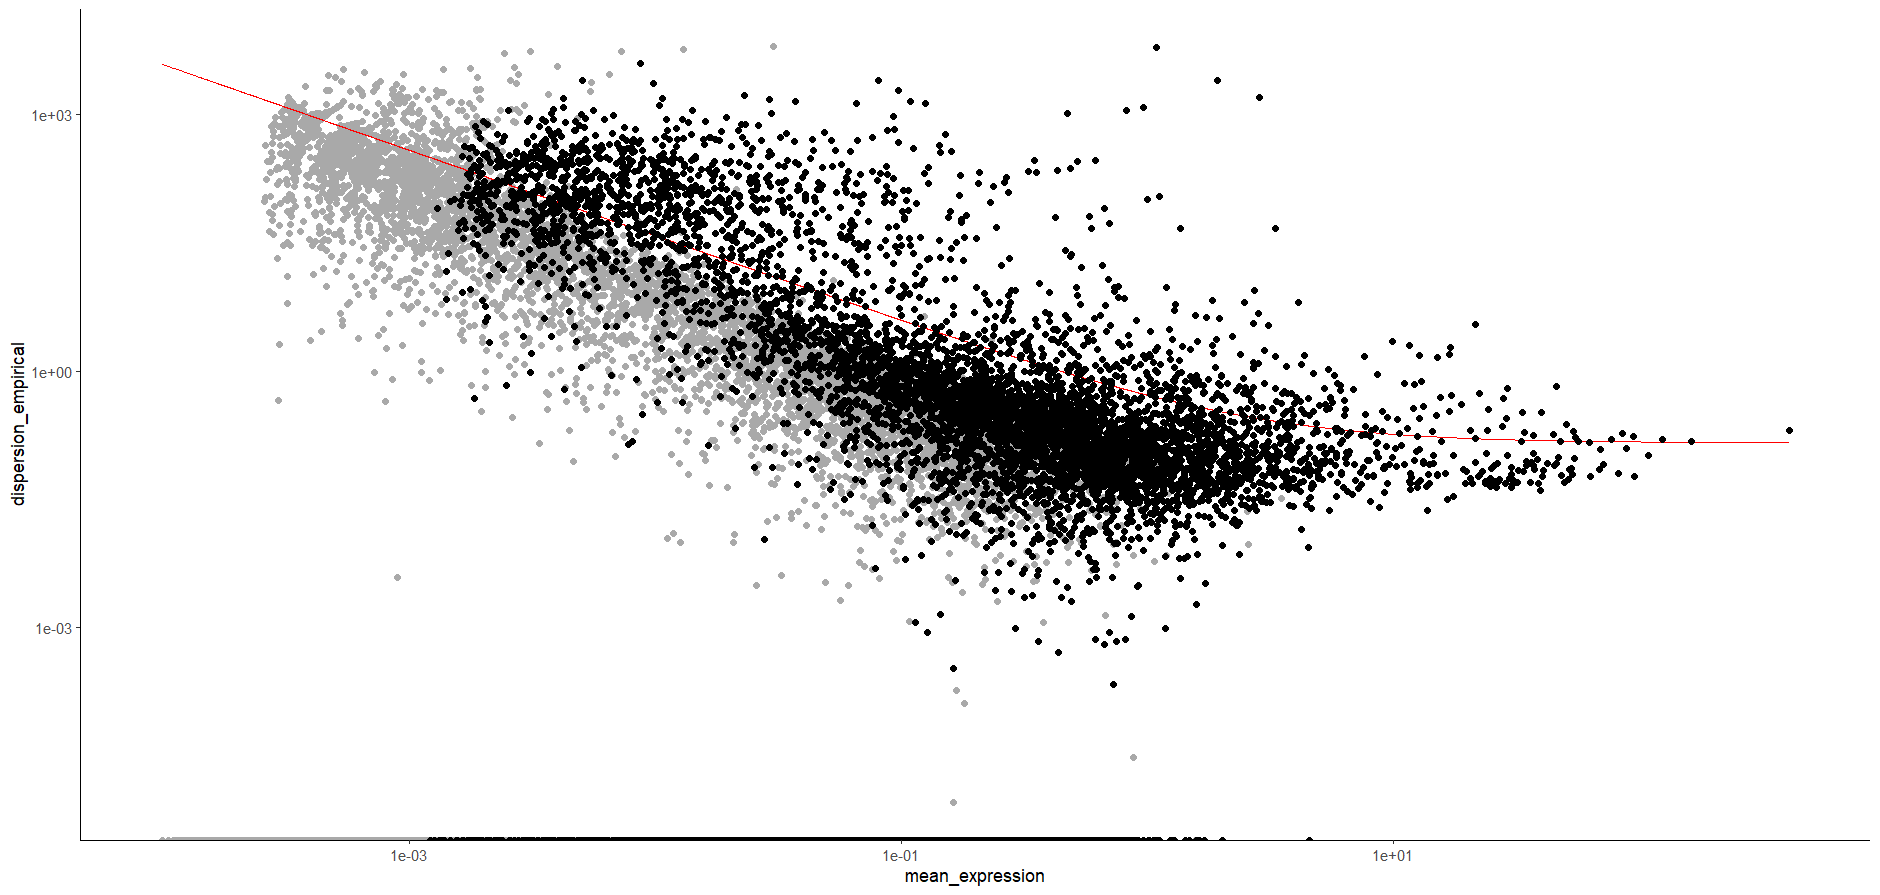 dispersion_empirical
1e+03
1e+00
1e-03
1e-03
1e-01
1e+01
mean_expression